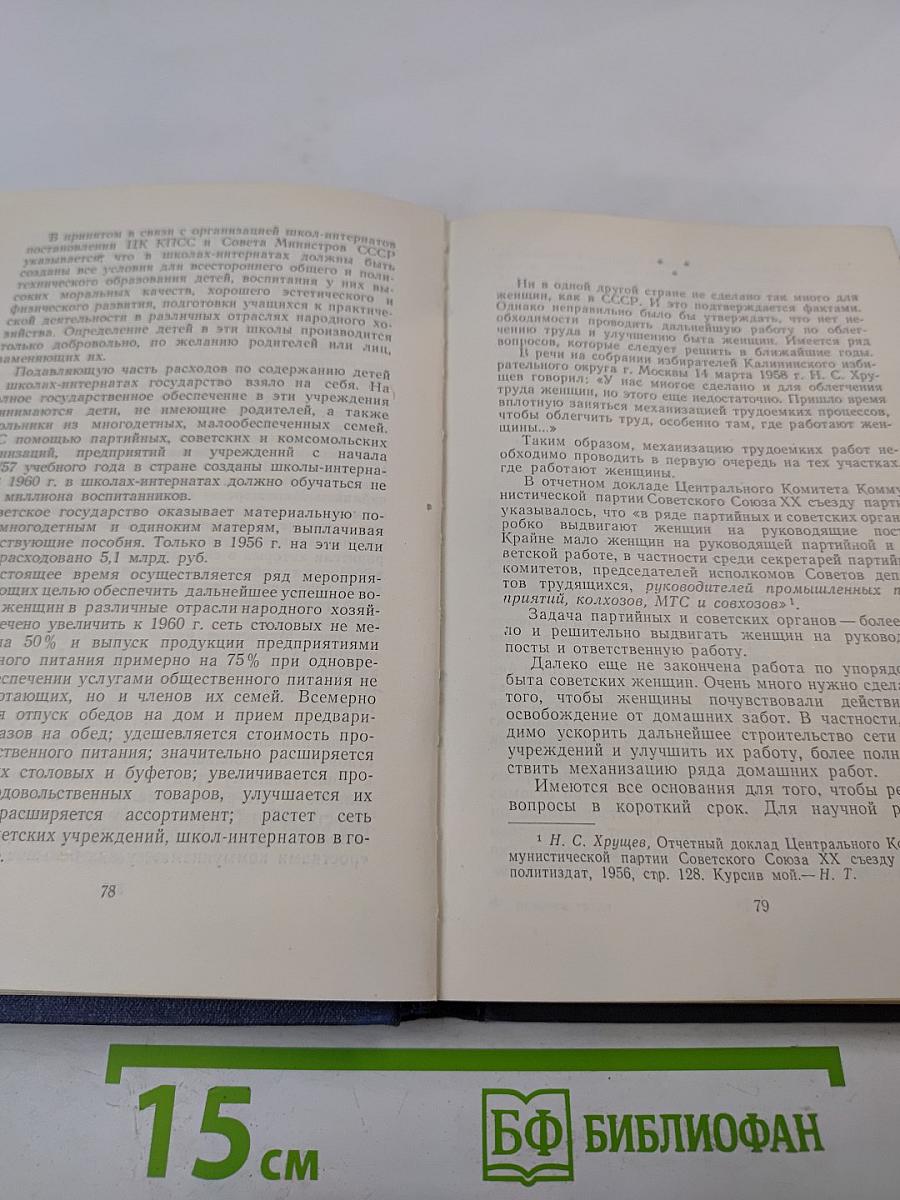 В принятом в связи с организацией школ-интернатов
постановлении ЦК КПСС и Совета Министров СССР
указывается, что в школах-интернатах должны быть
созданы все условия для всестороннего общего и поли-
технического образования детей, воспитания у них вы-
соких моральных качеств, хорошего эстетического и
физического развития, подготовки учащихся к практиче-
ской деятельности в различных отраслях народного хо-
зяйства. Определение детей в эти школы производится
только добровольно, по желанию родителей или лиц,
заменяющих их.
Подавляющую часть расходов по содержанию детей
школах-интернатах государство взяло на себя. На
лное государственное обеспечение в эти учреждения
инимаются дети, не имеющие родителей, а также
ольники из многодетных, малообеспеченных семей.
С помощью партийных, советских и комсомольских
низаций, предприятий и учреждений с начала
/57 учебного года в стране созданы школы-интерна-
1960 г. в школах-интернатах должно обучаться не
миллиона воспитанников.
ветское государство оказывает материальную по-
многодетным и одиноким матерям, выплачивая
ствующие пособия. Только в 1956 г. на эти цели
расходовано 5,1 млрд. руб.
стоящее время осуществляется ряд мероприя-
ющих целью обеспечить дальнейшее успешное во-
женщин в различные отрасли народного хозяй-
ечено увеличить к 1960 г. сеть столовых не ме-
на 50% и выпуск продукции предприятиями
ного питания примерно на 75% при одновре-
спечении услугами общественного питания не
отающих, но и членов их семей. Всемерно
я отпуск обедов на дом и прием предвари-
азов на обед; удешевляется стоимость про-
ственного питания; значительно расширяется
х столовых и буфетов; увеличивается про-
одовольственных товаров, улучшается их
расширяется ассортимент; растет сеть
детских учреждений, школ-интернатов в го-
78
* * *
Ни в одной другой стране не сделано так много для
женщин, как в СССР. И это подтверждается фактами.
Однако неправильно было бы утверждать, что нет не-
обходимости проводить дальнейшую работу по облег-
чению труда и улучшению быта женщин. Имеется ряд
вопросов, которые следует решить в ближайшие годы.
В речи на собрании избирателей Калининского изби-
рательного округа г. Москвы 14 марта 1958 г. Н. С. Хру-
щев говорил: «У нас многое сделано и для облегчения
труда женщин, но этого еще недостаточно. Пришло время
вплотную заняться механизацией трудоемких процессов,
чтобы облегчить труд, особенно там, где работают жен-
щины...»
Таким образом, механизацию трудоемких работ не-
обходимо проводить в первую очередь на тех участках,
где работают женщины.
В отчетном докладе Центрального Комитета Комму
нистической партии Советского Союза XX съезду парти
указывалось, что «в ряде партийных и советских орган
робко выдвигают женщин на руководящие пост
Крайне мало женщин на руководящей партийной и
ветской работе, в частности среди секретарей партий
комитетов, председателей исполкомов Советов деп
тов трудящихся, руководителей промышленных п
приятий, колхозов, МТС и совхозов»¹.
Задача партийных и советских органов — более
ло и решительно выдвигать женщин на руковод
посты и ответственную работу.
Далеко еще не закончена работа по упорядо
быта советских женщин. Очень много нужно сдела
того, чтобы женщины почувствовали действи
освобождение от домашних забот. В частности,
димо ускорить дальнейшее строительство сети
учреждений и улучшить их работу, более полн
ствить механизацию ряда домашних работ.
Имеются все основания для того, чтобы ре
вопросы в короткий срок. Для научной р
¹ Н. С. Хрущев, Отчетный доклад Центрального Ко
мунистической партии Советского Союза XX съезду
политиздат, 1956, стр. 128. Курсив мой.— Н. Т.
79
15 см
БФ БИБЛИОФАН